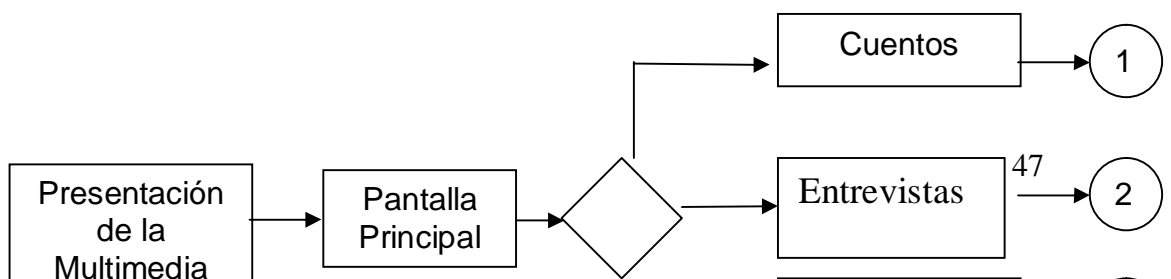 Cuentos
1
Presentación
de la
Multimedia
Pantalla
Principal
Entrevistas
47
2